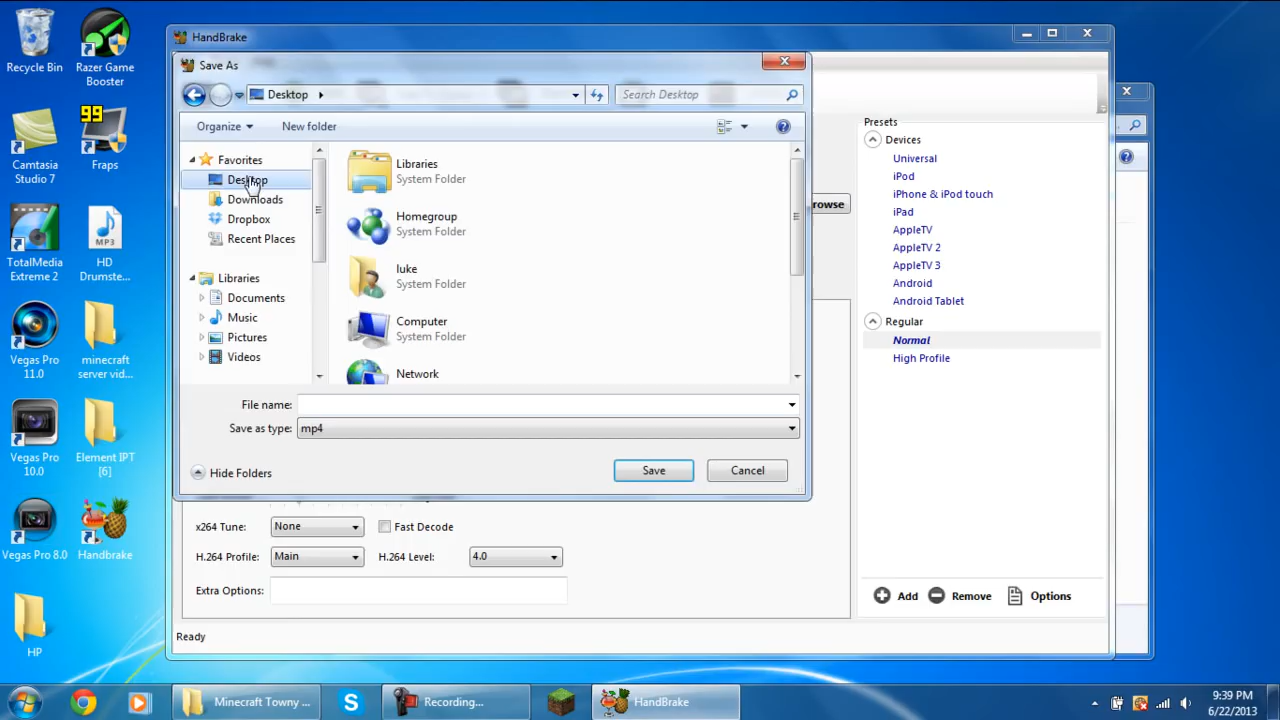 Recycle Bin
Razer Game
Booster
Camtasia
Studio 7
99
Fraps
TotalMedia
Extreme 2
MP3
HD
Drumste...
Vegas Pro
11.0
minecraft
server vid...
Vegas Pro
10.0
Element IPT
[6]
Vegas Pro 8.0
Handbrake
HP
HandBrake
Save As
Desktop
Search Desktop
Organize
New folder
Favorites
Desktop
Downloads
Dropbox
Recent Places
Libraries
Documents
Music
Pictures
Videos
Libraries
System Folder
Homegroup
System Folder
luke
System Folder
Computer
System Folder
Network
File name:
Save as type:
mp4
Hide Folders
Save
Cancel
rowse
Presets
Devices
Universal
iPod
iPhone & iPod touch
iPad
AppleTV
AppleTV 2
AppleTV 3
Android
Android Tablet
Regular
Normal
High Profile
x264 Tune:
None
Fast Decode
H.264 Profile:
Main
H.264 Level:
4.0
Extra Options:
Add
Remove
Options
Ready
Minecraft Towny ...
Recording...
HandBrake
9:39 PM
6/22/2013